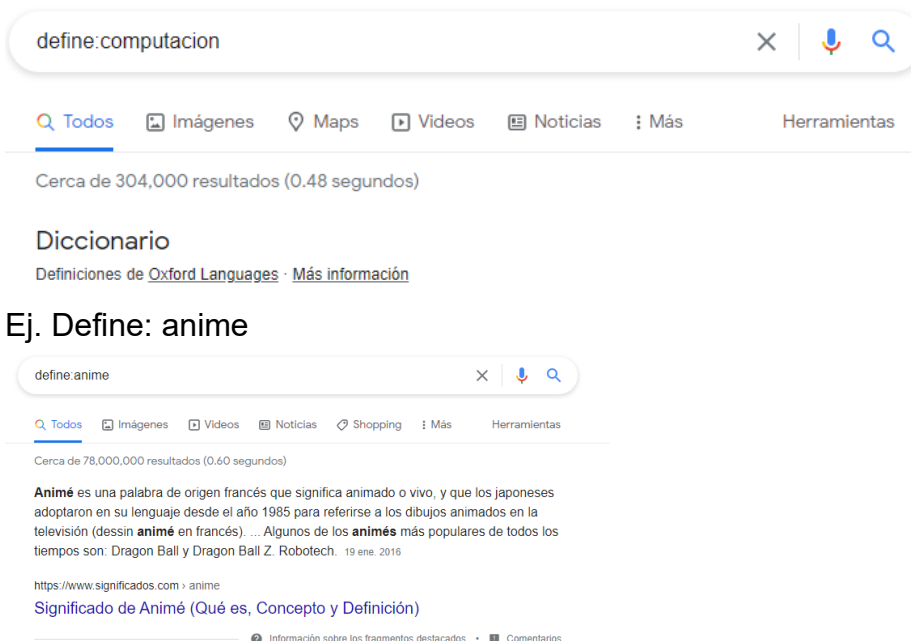 define:computacion
Todos Imágenes Maps Videos Noticias Más Herramientas
Cerca de 304,000 resultados (0.48 segundos)
Diccionario
Definiciones de Oxford Languages · Más información
Ej. Define: anime
define:anime
Todos Imágenes Videos Noticias Shopping Más Herramientas
Cerca de 78,000,000 resultados (0.60 segundos)
Animé es una palabra de origen francés que significa animado o vivo, y que los japoneses
adoptaron en su lenguaje desde el año 1985 para referirse a los dibujos animados en la
televisión (dessin animé en francés). ... Algunos de los animés más populares de todos los
tiempos son: Dragon Ball y Dragon Ball Z. Robotech. 19 ene. 2016
https://www.significados.com › anime
Significado de Animé (Qué es, Concepto y Definición)
Información sobre los fragmentos destacados • Comentarios